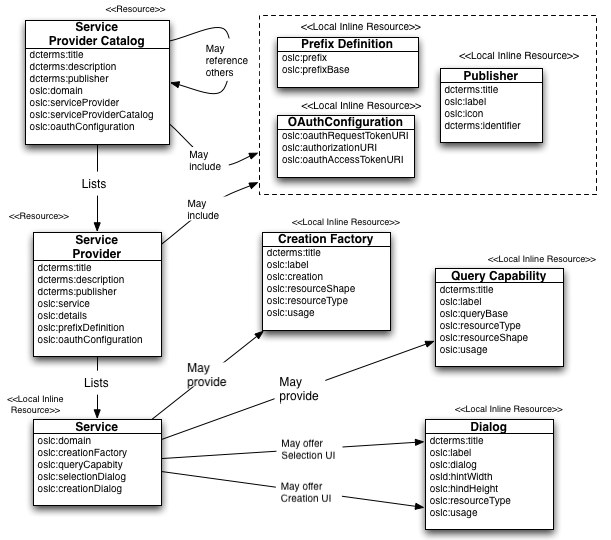 <<Resource>>
Service
Provider Catalog
dcterms:title
dcterms:description
dcterms:publisher
oslc:domain
oslc:serviceProvider
oslc:serviceProviderCatalog
oslc:oauthConfiguration
May
reference
others
<<Local Inline Resource>>
Prefix Definition
oslc:prefix
oslc:prefixBase
<<Local Inline Resource>>
Publisher
dcterms:title
oslc:label
oslc:icon
dcterms:identifier
<<Local Inline Resource>>
OAuthConfiguration
oslc:oauthRequestTokenURI
oslc:authorizationURI
oslc:oauthAccessTokenURI
May
include
Lists
May
include
<<Resource>>
Service
Provider
dcterms:title
dcterms:description
dcterms:publisher
oslc:service
oslc:details
oslc:prefixDefinition
oslc:oauthConfiguration
<<Local Inline Resource>>
Creation Factory
dcterms:title
oslc:label
oslc:creation
oslc:resourceShape
oslc:resourceType
oslc:usage
<<Local Inline Resource>>
Query Capability
dcterms:title
oslc:label
oslc:queryBase
oslc:resourceType
oslc:resourceShape
oslc:usage
Lists
May
provide
May
provide
<<Local Inline
Resource>>
Service
oslc:domain
oslc:creationFactory
oslc:queryCapabity
oslc:selectionDialog
oslc:creationDialog
May offer
Selection UI
May offer
Creation UI
<<Local Inline Resource>>
Dialog
dcterms:title
oslc:label
oslc:dialog
osld:hintWidth
oslc:hindHeight
oslc:resourceType
oslc:usage